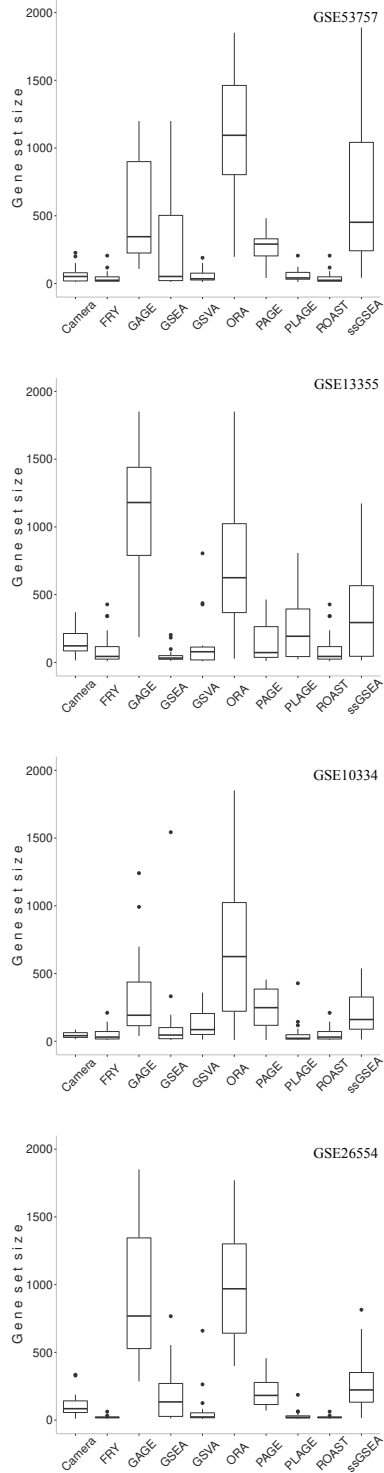 GSE53757
Gene set size
2000
1500
1000
500
0
Camera
FRY
GAGE
GSEA
GSVA
ORA
PAGE
PLAGE
ROAST
ssGSEA
GSE13355
Gene set size
2000
1500
1000
500
0
Camera
FRY
GAGE
GSEA
GSVA
ORA
PAGE
PLAGE
ROAST
ssGSEA
GSE10334
Gene set size
2000
1500
1000
500
0
Camera
FRY
GAGE
GSEA
GSVA
ORA
PAGE
PLAGE
ROAST
ssGSEA
GSE26554
Gene set size
2000
1500
1000
500
0
Camera
FRY
GAGE
GSEA
GSVA
ORA
PAGE
PLAGE
ROAST
ssGSEA